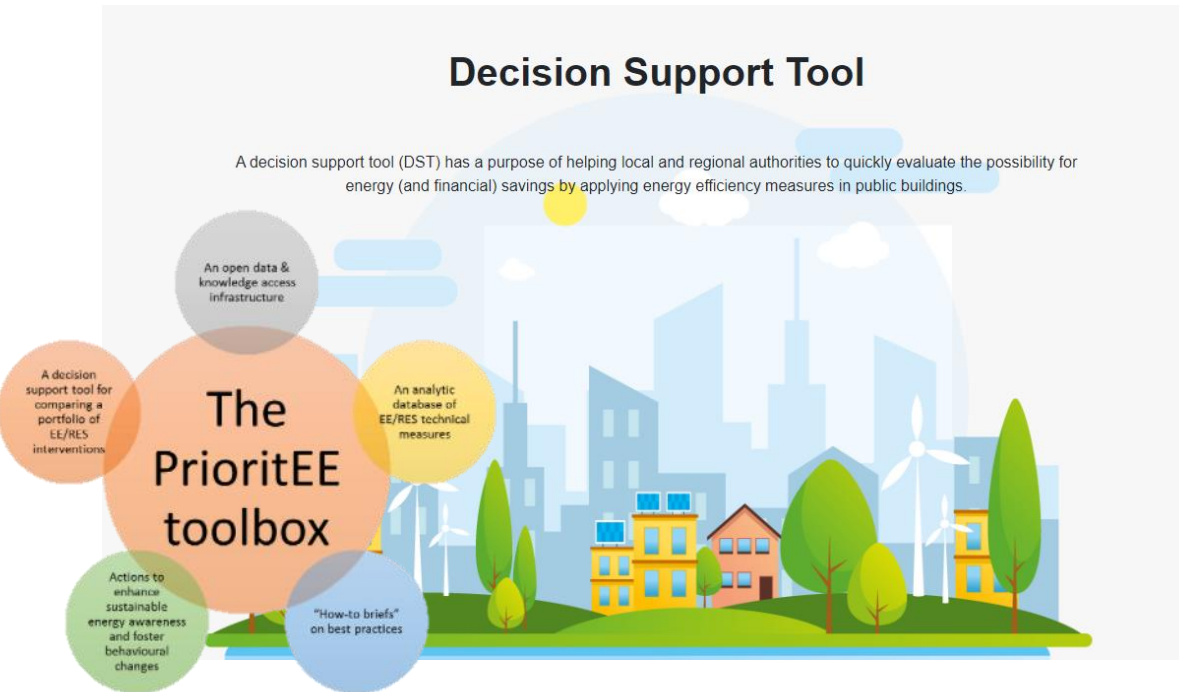 Decision Support Tool
A decision support tool (DST) has a purpose of helping local and regional authorities to quickly evaluate the possibility for
energy (and financial) savings by applying energy efficiency measures in public buildings.
An open data &
knowledge access
infrastructure
A decision
support tool for
comparing a
portfolio of
EE/RES
interventions
An analytic
database of
EE/RES technical
measures
The
PrioritEE
toolbox
Actions to
enhance
sustainable
energy awareness
and foster
behavioural
changes
"How-to briefs"
on best practices